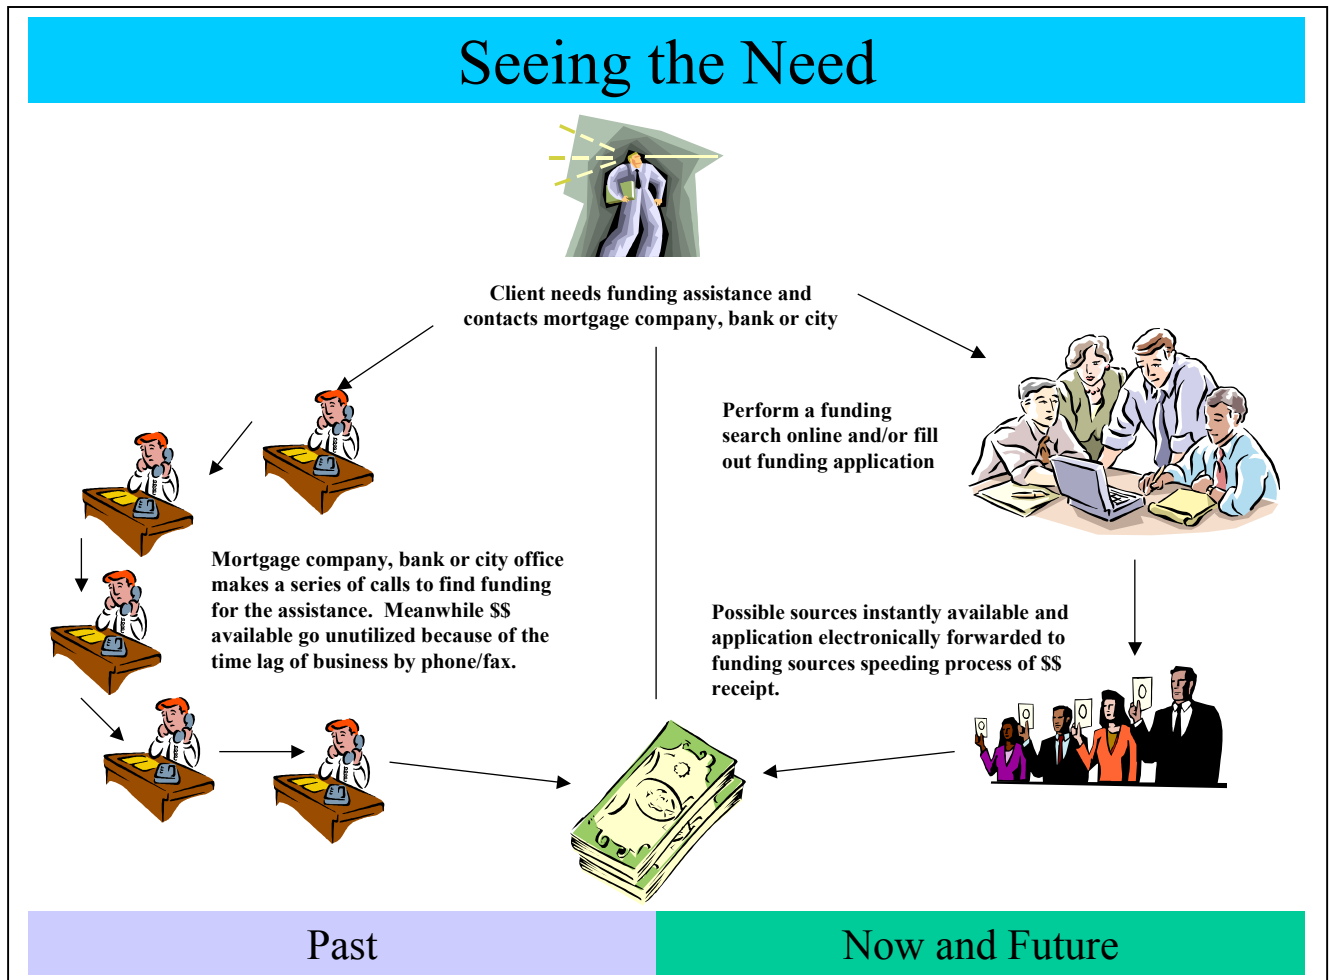 Seeing the Need
Client needs funding assistance and
contacts mortgage company, bank or city
Perform a funding
search online and/or fill
out funding application
Mortgage company, bank or city office
makes a series of calls to find funding
for the assistance.  Meanwhile $$
available go unutilized because of the
time lag of business by phone/fax.
Possible sources instantly available and
application electronically forwarded to
funding sources speeding process of $$
receipt.
Past
Now and Future